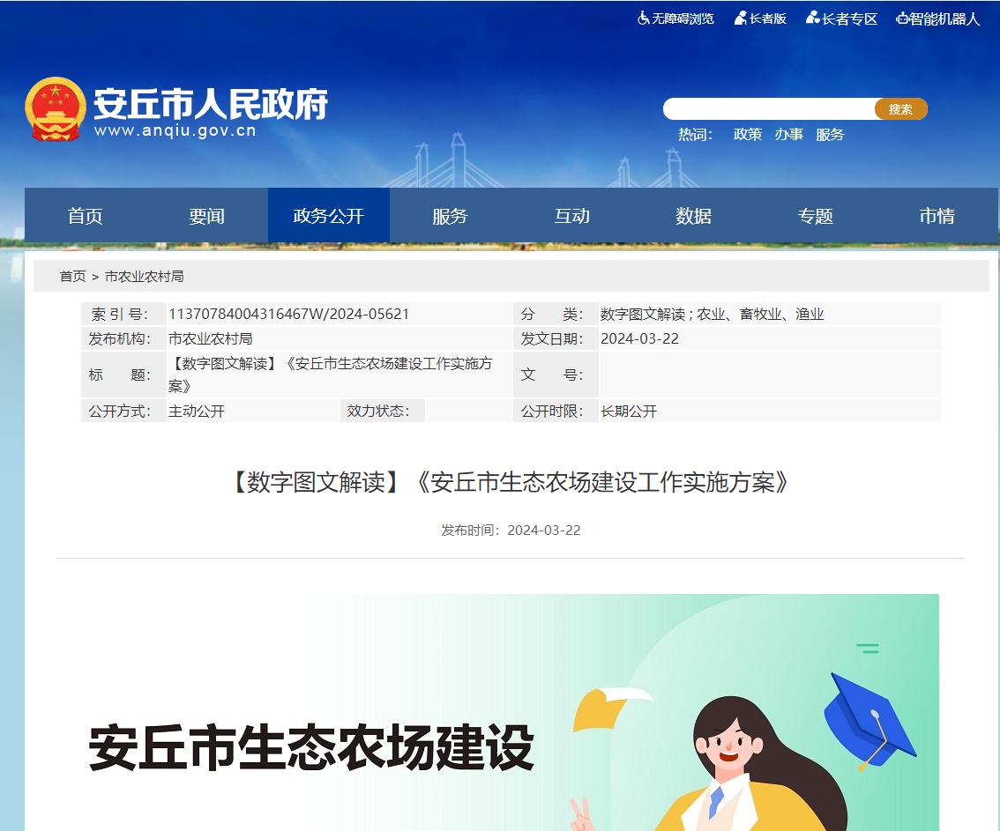 无障碍浏览 长者版 长者专区 智能机器人
安丘市人民政府
www.anqiu.gov.cn
搜索
热词： 政策 办事 服务
首页 要闻 政务公开 服务 互动 数据 专题 市情
首页 > 市农业农村局
索 引 号： 11370784004316467W/2024-05621 分 类： 数字图文解读 ; 农业、畜牧业、渔业
发布机构： 市农业农村局 发文日期： 2024-03-22
标 题： 【数字图文解读】《安丘市生态农场建设工作实施方
案》 文 号：
公开方式： 主动公开 效力状态： 公开时限： 长期公开
【数字图文解读】《安丘市生态农场建设工作实施方案》
发布时间：2024-03-22
安丘市生态农场建设